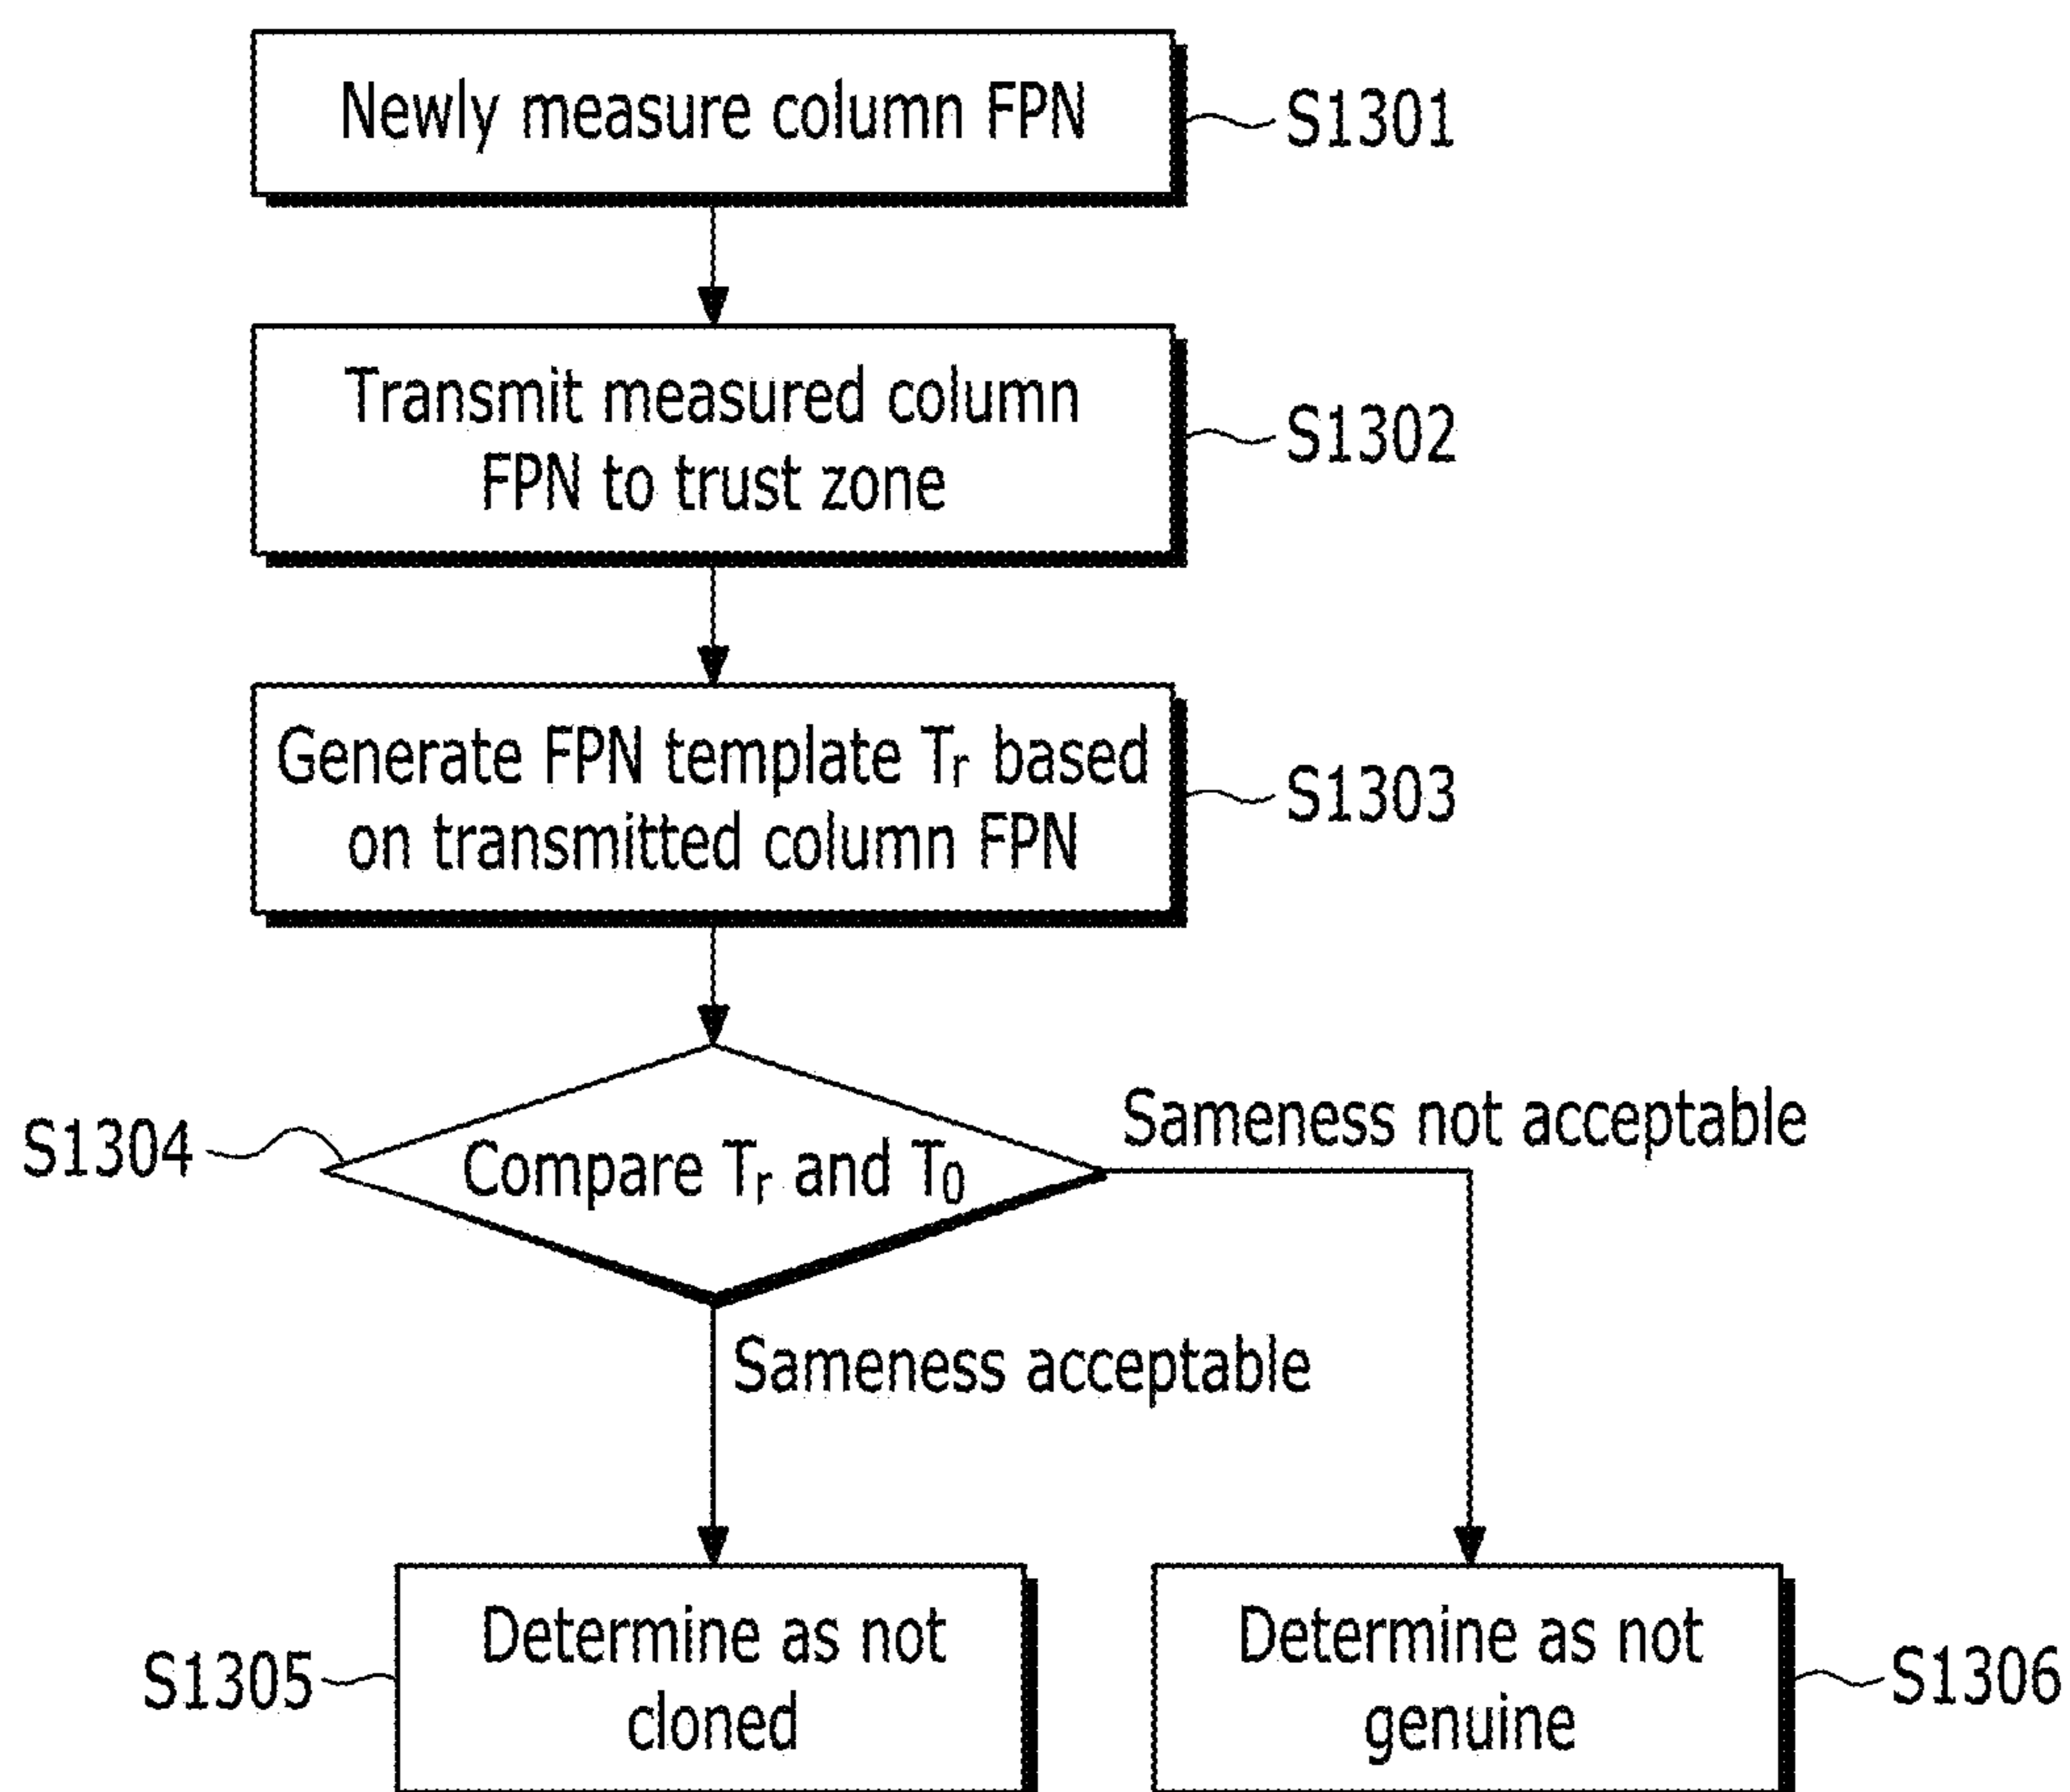 Newly measure column FPN
S1301
Transmit measured column
FPN to trust zone
S1302
Generate FPN template Tr based
on transmitted column FPN
S1303
S1304
Compare Tr and T0
Sameness not acceptable
Sameness acceptable
S1305
Determine as not
cloned
Determine as not
genuine
S1306